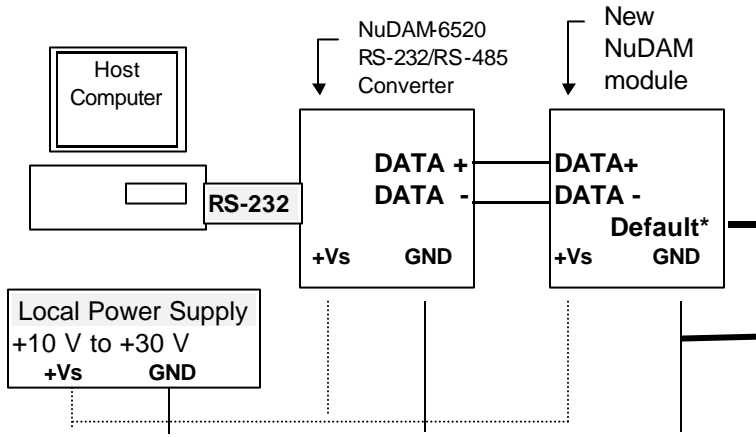 Host
Computer
NuDAM-6520
RS-232/RS-485
Converter
New
NuDAM
module
RS-232
DATA +
DATA -
+Vs GND
DATA+
DATA -
Default*
+Vs GND
Local Power Supply
+10 V to +30 V
+Vs GND